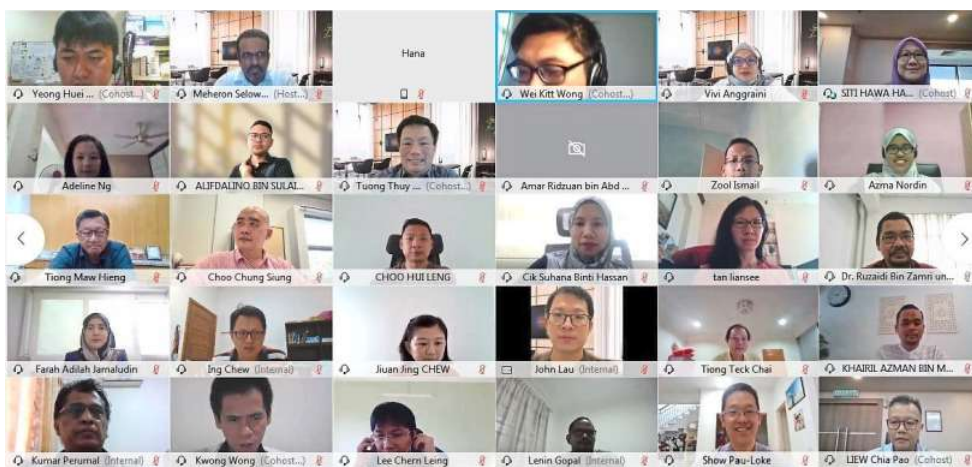 Hana
Yeong Huei ... (Cohost...)
Meheron Selow... (Host...)
Wei Kitt Wong (Cohost...)
Vivi Anggraini
SITI HAWA HA... (Cohost)
Adeline Ng
ALIFDALINO BIN SULAI...
Tuong Thuy ... (Cohost...)
Amar Ridzuan bin Abd ...
Zool Ismail
Azma Nordin
Tiong Maw Hieng
Choo Chung Siung
CHOO HUI LENG
Cik Suhana Binti Hassan
tan liansee
Dr. Ruzaidi Bin Zamri un...
Farah Adilah Jamaludin
Ing Chew (Internal)
Jiuan Jing CHEW
John Lau (Internal)
Tiong Teck Chai
KHAIRIL AZMAN BIN M...
Kumar Perumal (Internal)
Kwong Wong (Cohost...)
Lee Chern Leing
Lenin Gopal (Internal)
Show Pau-Loke
LIEW Chia Pao (Cohost)